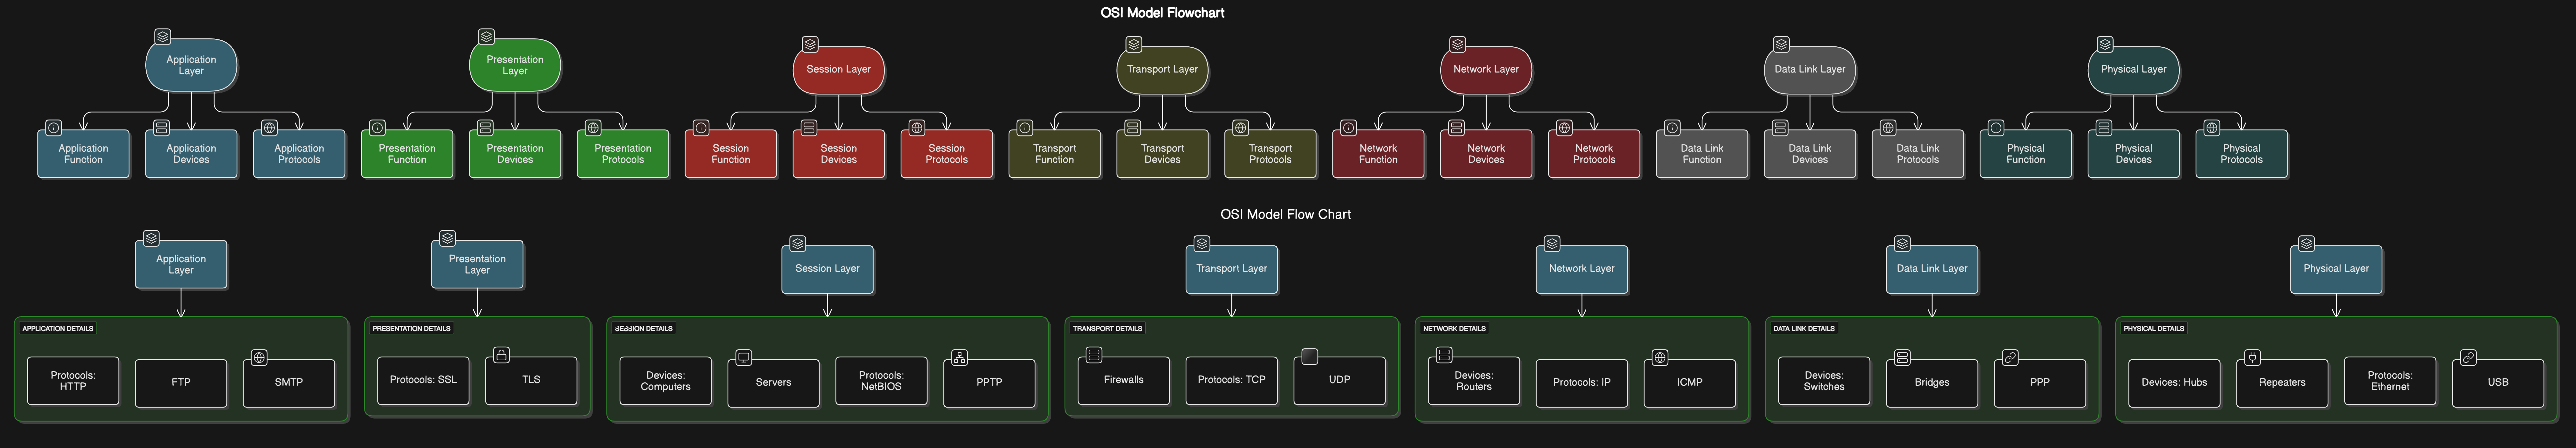 OSI Model Flowchart
Application
Layer
Presentation
Layer
Session Layer
Transport Layer
Network Layer
Data Link Layer
Physical Layer
Application
Function
Application
Devices
Application
Protocols
Presentation
Function
Presentation
Devices
Presentation
Protocols
Session
Function
Session
Devices
Session
Protocols
Transport
Function
Transport
Devices
Transport
Protocols
Network
Function
Network
Devices
Network
Protocols
Data Link
Function
Data Link
Devices
Data Link
Protocols
Physical
Function
Physical
Devices
Physical
Protocols
OSI Model Flow Chart
Application
Layer
Presentation
Layer
Session Layer
Transport Layer
Network Layer
Data Link Layer
Physical Layer
APPLICATION DETAILS
Protocols:
HTTP
FTP
SMTP
PRESENTATION DETAILS
Protocols: SSL
TLS
SESSION DETAILS
Devices:
Computers
Servers
Protocols:
NetBIOS
PPTP
TRANSPORT DETAILS
Firewalls
Protocols: TCP
UDP
NETWORK DETAILS
Devices:
Routers
Protocols: IP
ICMP
DATA LINK DETAILS
Devices:
Switches
Bridges
PPP
PHYSICAL DETAILS
Devices: Hubs
Repeaters
Protocols:
Ethernet
USB